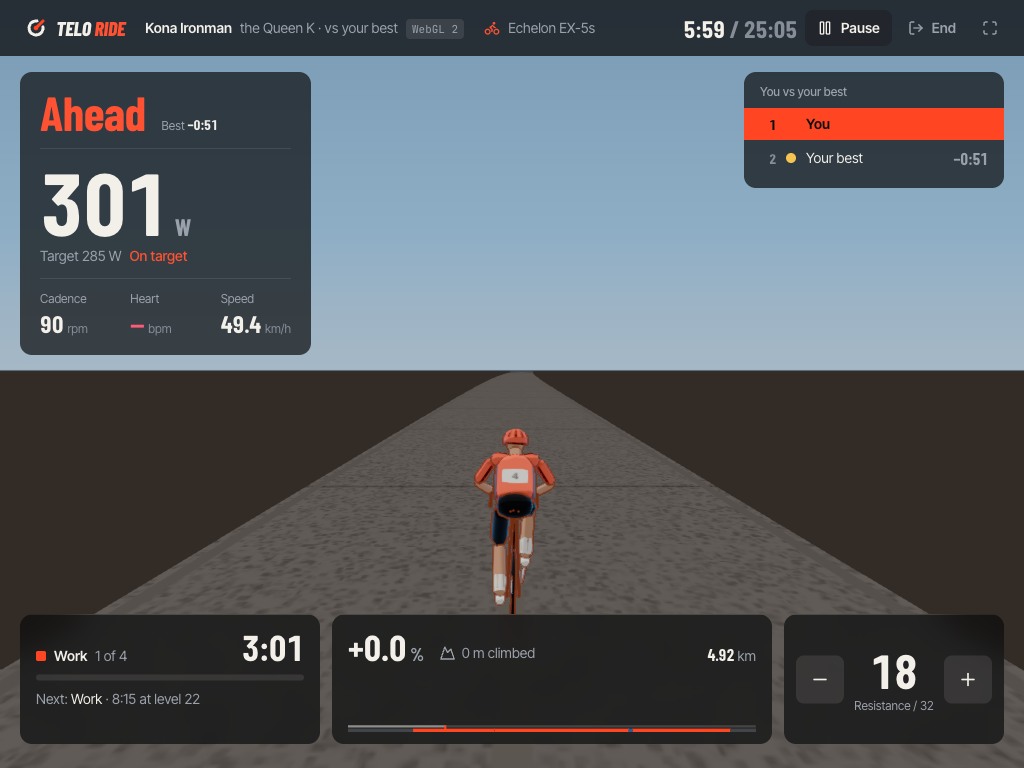 TELO RIDE Kona Ironman the Queen K · vs your best WebGL 2 Echelon EX-5s 5:59 / 25:05 Pause End
Ahead Best −0:51
301 W
Target 285 W On target
Cadence Heart Speed
90 rpm — bpm 49.4 km/h
You vs your best
1 You
2 Your best −0:51
4
Work 1 of 4 3:01
Next: Work · 8:15 at level 22
+0.0 % 0 m climbed 4.92 km
− 18 +
Resistance / 32